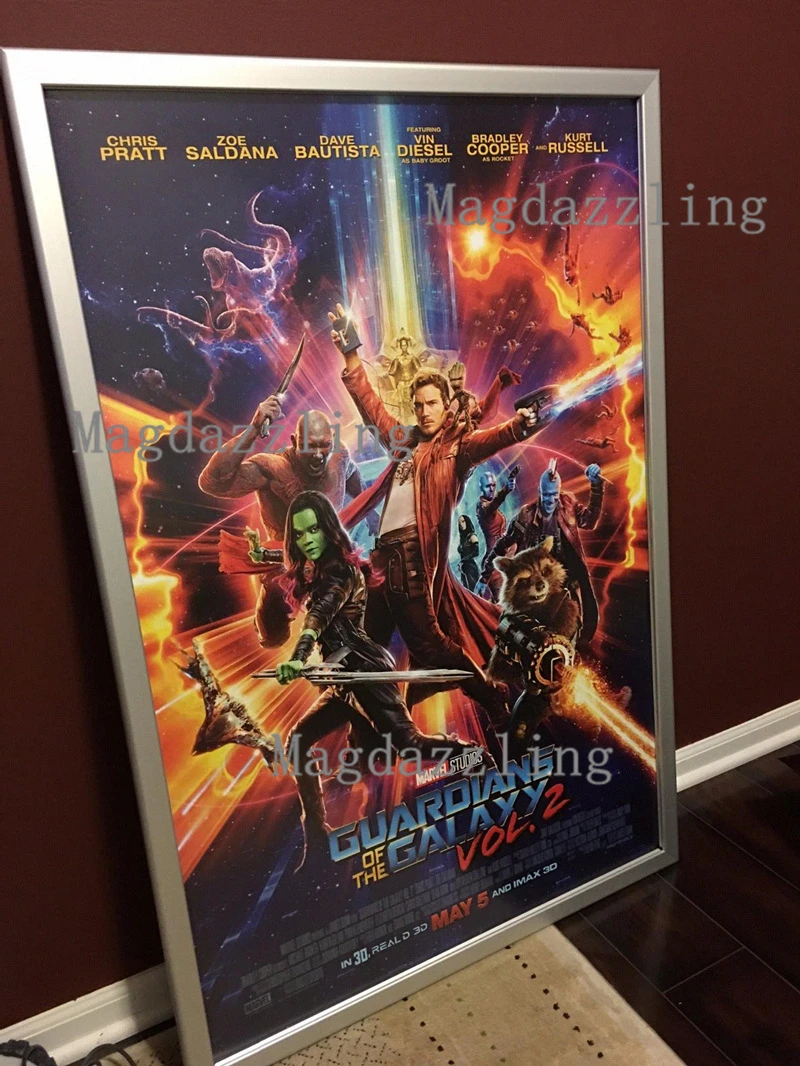 CHRIS PRATT
ZOE SALDANA
DAVE BAUTISTA
FEATURING
VIN DIESEL
AS BABY GROOT
BRADLEY COOPER
AS ROCKET
AND KURT RUSSELL
Magdazzling
Magdazzling
Magdazzling
MARVEL STUDIOS
GUARDIANS
OF THE GALAXY
VOL. 2
IN 3D, REAL D 3D MAY 5 AND IMAX 3D
MARVEL